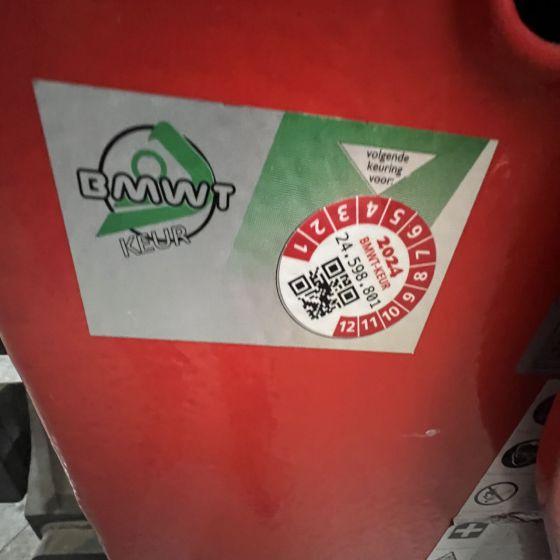 BMWT
KEUR
volgende
keuring
voor:
1 2 3 4 5 6 7 8 9 10 11 12
2024
BMWT-KEUR
24.598.801